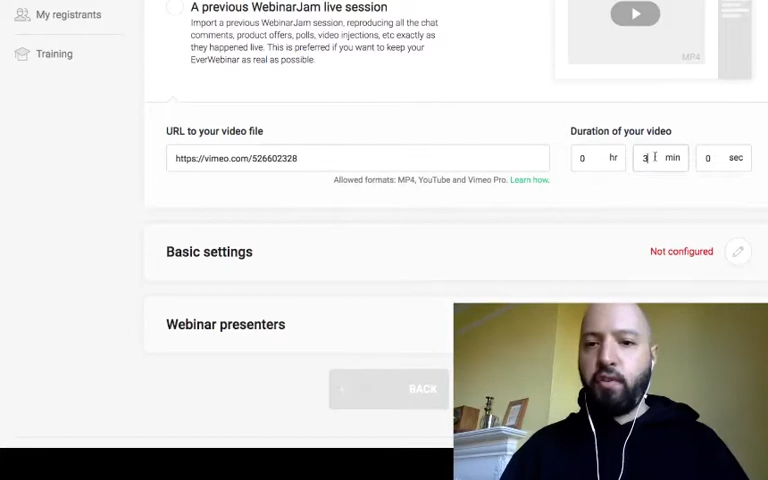 My registrants
Training
A previous WebinarJam live session
Import a previous WebinarJam session, reproducing all the chat
comments, product offers, polls, video injections, etc exactly as
they happened live. This is preferred if you want to keep your
EverWebinar as real as possible.
MP4
URL to your video file
Duration of your video
https://vimeo.com/526602328
0 hr 3 min 0 sec
Allowed formats: MP4, YouTube and Vimeo Pro. Learn how.
Basic settings
Not configured
Webinar presenters
BACK